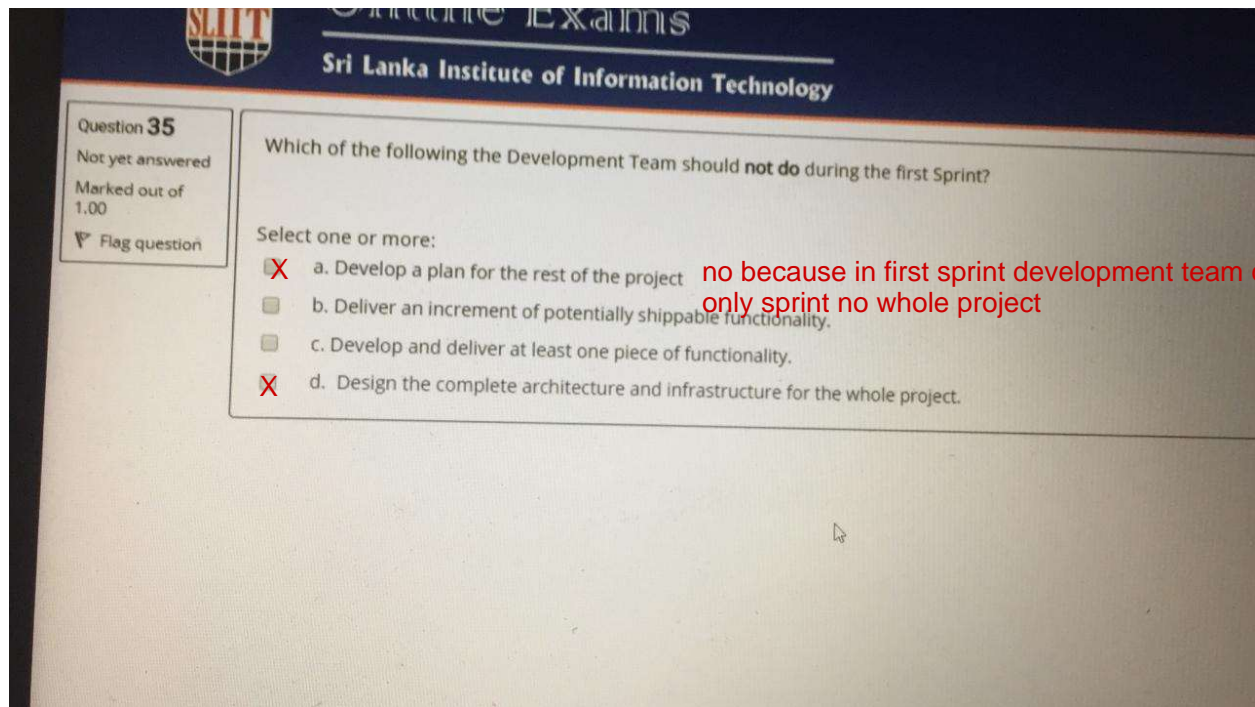 SLIIT
Online Exams
Sri Lanka Institute of Information Technology
Question 35
Not yet answered
Marked out of
1.00
Flag question
Which of the following the Development Team should not do during the first Sprint?
Select one or more:
X a. Develop a plan for the rest of the project no because in first sprint development team
only sprint no whole project
b. Deliver an increment of potentially shippable functionality.
c. Develop and deliver at least one piece of functionality.
X d. Design the complete architecture and infrastructure for the whole project.